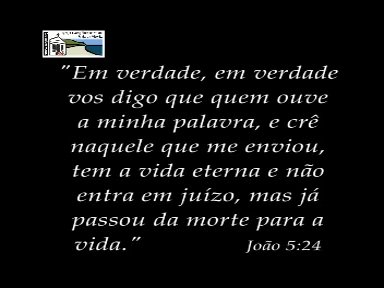 "Em verdade, em verdade
vos digo que quem ouve
a minha palavra, e crê
naquele que me enviou,
tem a vida eterna e não
entra em juízo, mas já
passou da morte para a
vida." João 5:24